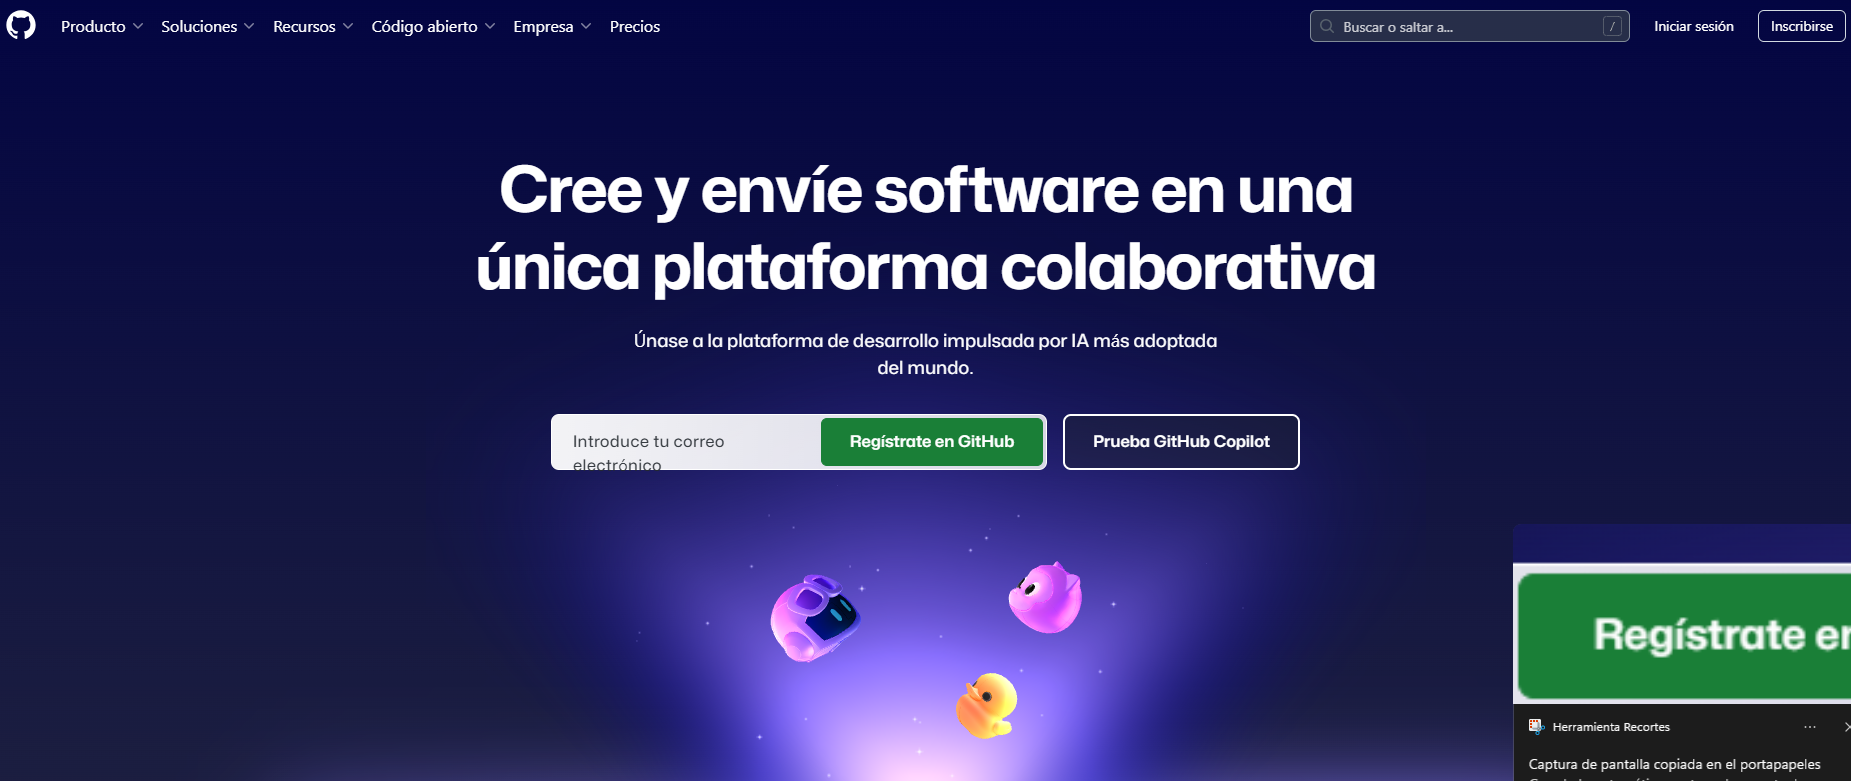 Producto Soluciones Recursos Código abierto Empresa Precios Buscar o saltar a... / Iniciar sesión Inscribirse
Cree y envíe software en una
única plataforma colaborativa
Únase a la plataforma de desarrollo impulsada por IA más adoptada
del mundo.
Introduce tu correo
electrónico
Regístrate en GitHub
Prueba GitHub Copilot
Regístrate en
Herramienta Recortes
Captura de pantalla copiada en el portapapeles